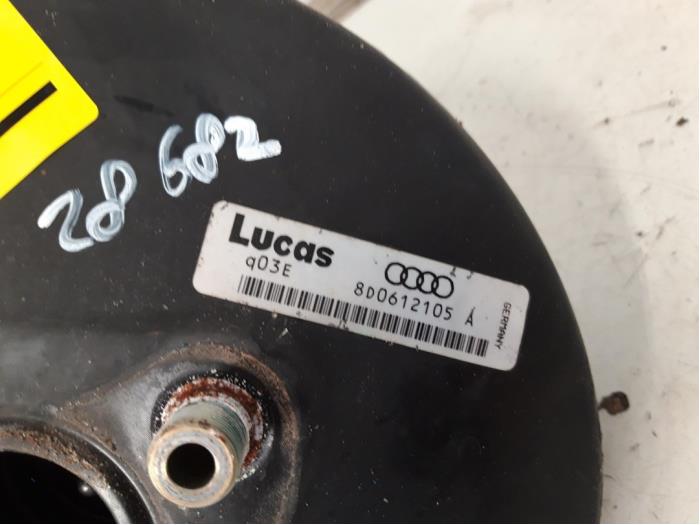 28 682
Lucas
q03E
8D0612105 A
GERMANY